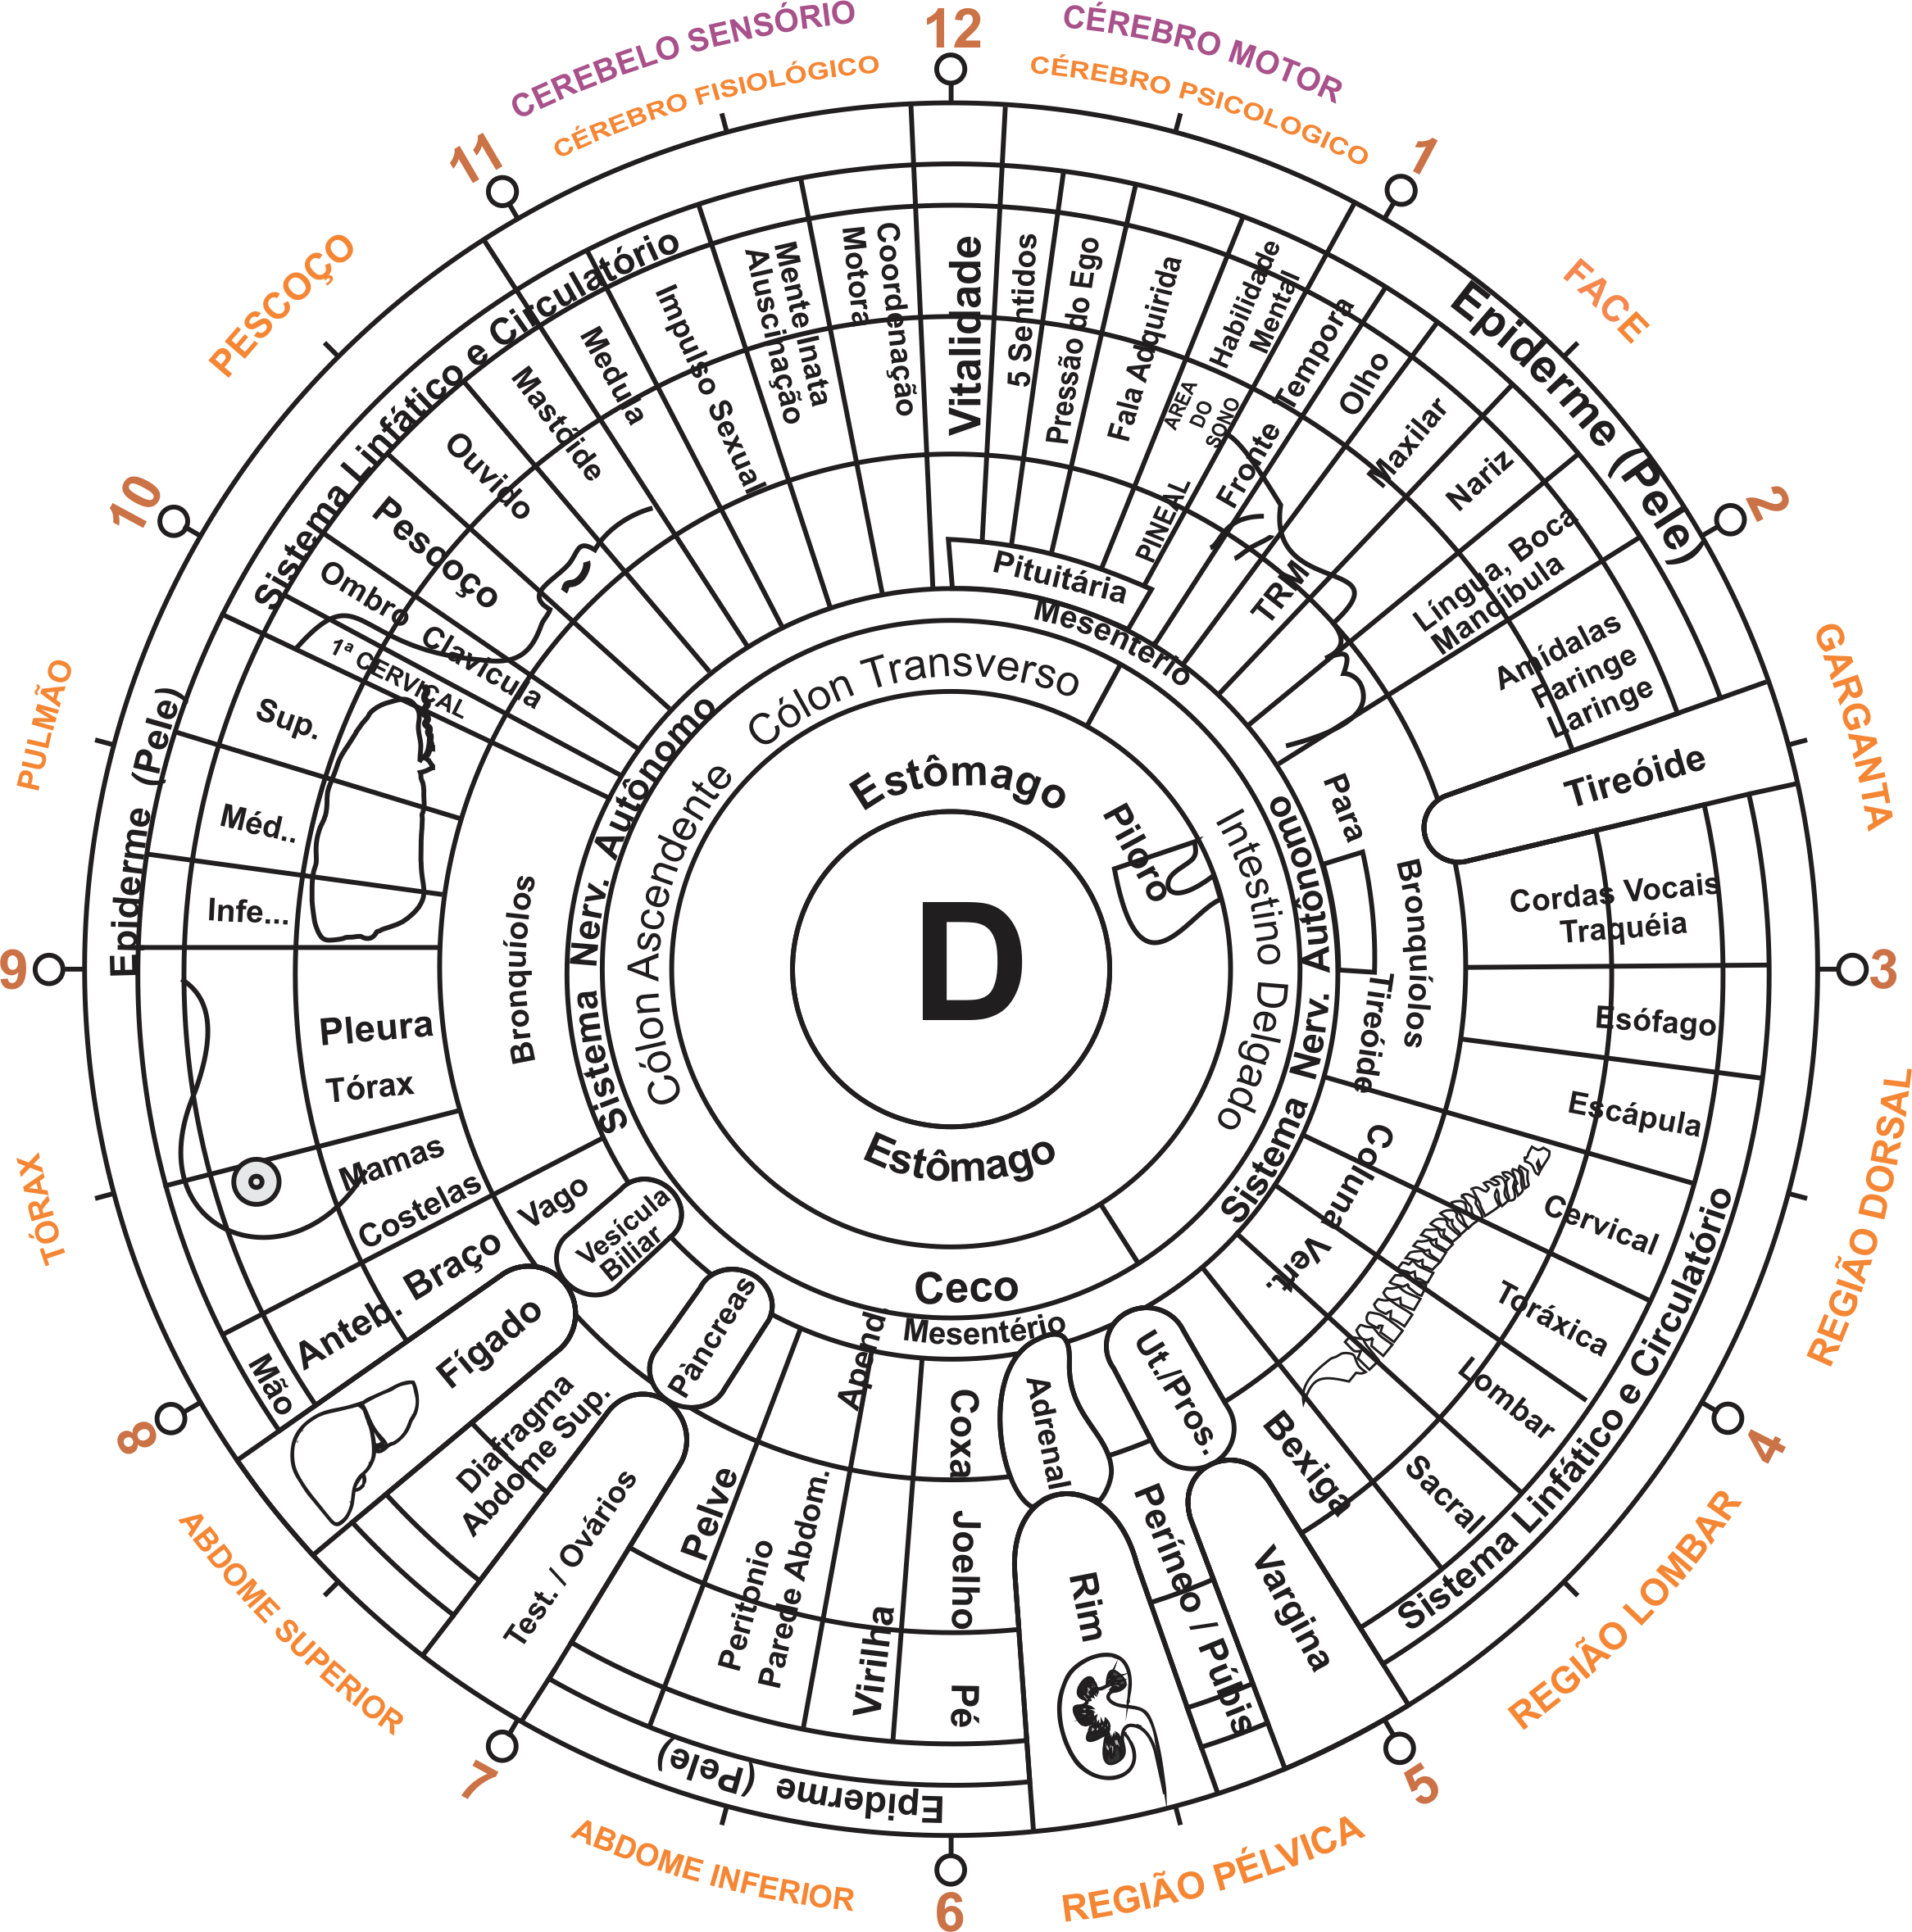 12
CÉREBRO MOTOR
CÉREBRO PSICOLOGICO
1
FACE
2
GARGANTA
3
REGIÃO DORSAL
4
REGIÃO LOMBAR
5
REGIÃO PÉLVICA
6
ABDOME INFERIOR
7
ABDOME SUPERIOR
8
TÓRAX
9
PULMÃO
10
PESCOÇO
11
CEREBELO SENSÓRIO
CÉREBRO FISIOLÓGICO
Vitalidade
5 Sentidos
Pressão do Ego
Fala Adquirida
Habiidade
Mental
ÁREA
DO
SONO
PINEAL
Pituitária
Mesentério
Tempora
Fronte
Olho
TRM
Maxilar
Nariz
Língua, Boca
Mandíbula
Amídalas
Faringe
Laringe
Epiderme (Pele)
Tireóide
Para
Tireóide
Bronquíolos
Cordas Vocais
Traquéia
Esófago
Escápula
Cervical
Toráxica
Lombar
Sacral
Coluna Vert.
Sistema Linfático e Circulatório
Bexiga
Vargina
Ut./Pros.
Períneo / Púbis
Adrenal
Rim
Mesentério
Coxa
Joelho
Pé
Apend
Virilha
Peritonio
Parede Abdom.
Pelve
Epiderme (Pele)
Pàncreas
Test. / Ovários
Diafragma
Abdome Sup.
Fígado
Vesícula
Biliar
Vago
Mão
Anteb. Braço
Costelas
Mamas
Tórax
Pleura
Bronquíolos
Infe...
Méd..
Sup.
Epiderme (Pele)
1ª CERVICAL
Ombro Clavícula
Pescoço
Ouvido
Mastóide
Medula
Sistema Linfático e Circulatório
Impulso Sexual
Mente Inata
Aluscinação
Coordenação
Motora
Sistema Nerv. Autônomo
Sistema Nerv. Autônomo
Cólon Ascendente
Cólon Transverso
Intestino Delgado
Ceco
Estômago
Piloro
D
Estômago